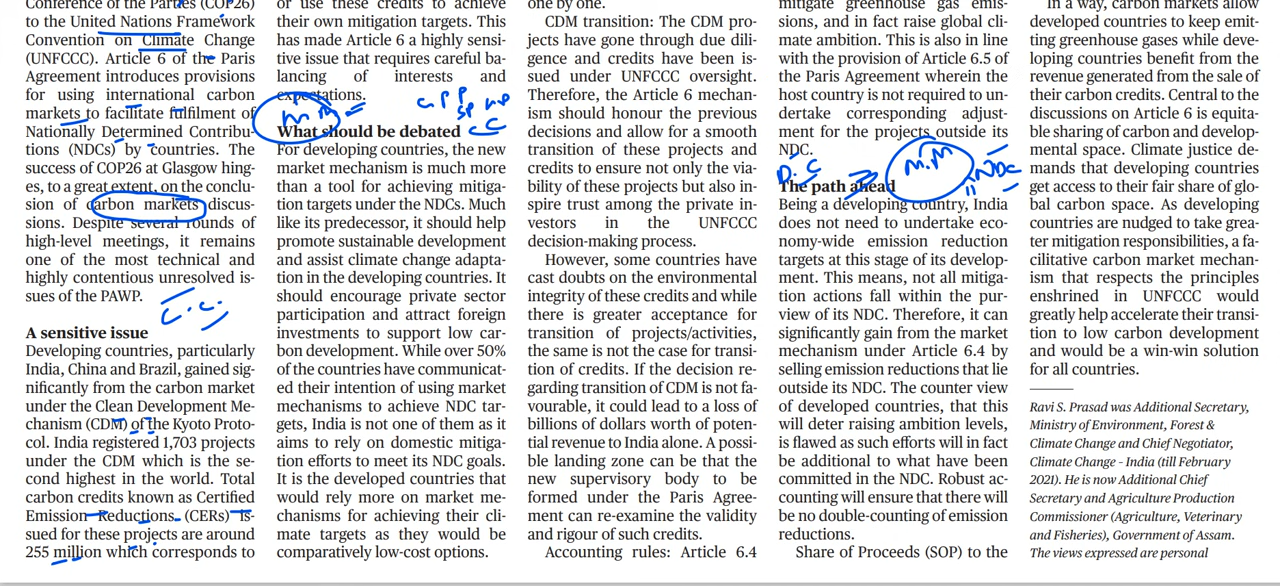 Conference of the Parties (COP26)
to the United Nations Framework
Convention on Climate Change
(UNFCCC). Article 6 of the Paris
Agreement introduces provisions
for using international carbon
markets to facilitate fulfilment of
Nationally Determined Contribu-
tions (NDCs) by countries. The
success of COP26 at Glasgow hing-
es, to a great extent, on the conclu-
sion of carbon markets discus-
sions. Despite several rounds of
high-level meetings, it remains
one of the most technical and
highly contentious unresolved is-
sues of the PAWP.
C.C.
A sensitive issue
Developing countries, particularly
India, China and Brazil, gained sig-
nificantly from the carbon market
under the Clean Development Me-
chanism (CDM) of the Kyoto Proto-
col. India registered 1,703 projects
under the CDM which is the se-
cond highest in the world. Total
carbon credits known as Certified
Emission Reductions (CERs) is-
sued for these projects are around
255 million which corresponds to
or use these credits to achieve
their own mitigation targets. This
has made Article 6 a highly sensi-
tive issue that requires careful ba-
lancing of interests and
expectations.
M.M
What should be debated
CC
For developing countries, the new
market mechanism is much more
than a tool for achieving mitiga-
tion targets under the NDCs. Much
like its predecessor, it should help
promote sustainable development
and assist climate change adapta-
tion in the developing countries. It
should encourage private sector
participation and attract foreign
investments to support low car-
bon development. While over 50%
of the countries have communicat-
ed their intention of using market
mechanisms to achieve NDC tar-
gets, India is not one of them as it
aims to rely on domestic mitiga-
tion efforts to meet its NDC goals.
It is the developed countries that
would rely more on market me-
chanisms for achieving their cli-
mate targets as they would be
comparatively low-cost options.
one by one.
CDM transition: The CDM pro-
jects have gone through due dili-
gence and credits have been is-
sued under UNFCCC oversight.
Therefore, the Article 6 mechan-
ism should honour the previous
decisions and allow for a smooth
transition of these projects and
credits to ensure not only the via-
bility of these projects but also in-
spire trust among the private in-
vestors in the UNFCCC
decision-making process.
However, some countries have
cast doubts on the environmental
integrity of these credits and while
there is greater acceptance for
transition of projects/activities,
the same is not the case for transi-
tion of credits. If the decision re-
garding transition of CDM is not fa-
vourable, it could lead to a loss of
billions of dollars worth of poten-
tial revenue to India alone. A possi-
ble landing zone can be that the
new supervisory body to be
formed under the Paris Agree-
ment can re-examine the validity
and rigour of such credits.
Accounting rules: Article 6.4
mitigate greenhouse gas emis-
sions, and in fact raise global cli-
mate ambition. This is also in line
with the provision of Article 6.5 of
the Paris Agreement wherein the
host country is not required to un-
dertake corresponding adjust-
ment for the projects outside its
NDC.
D.C M.M NDC
The path ahead
Being a developing country, India
does not need to undertake eco-
nomy-wide emission reduction
targets at this stage of its develop-
ment. This means, not all mitiga-
tion actions fall within the pur-
view of its NDC. Therefore, it can
significantly gain from the market
mechanism under Article 6.4 by
selling emission reductions that lie
outside its NDC. The counter view
of developed countries, that this
will deter raising ambition levels,
is flawed as such efforts will in fact
be additional to what have been
committed in the NDC. Robust ac-
counting will ensure that there will
be no double-counting of emission
reductions.
Share of Proceeds (SOP) to the
In a way, carbon markets allow
developed countries to keep emit-
ting greenhouse gases while deve-
loping countries benefit from the
revenue generated from the sale of
their carbon credits. Central to the
discussions on Article 6 is equita-
ble sharing of carbon and develop-
mental space. Climate justice de-
mands that developing countries
get access to their fair share of glo-
bal carbon space. As developing
countries are nudged to take grea-
ter mitigation responsibilities, a fa-
cilitative carbon market mechan-
ism that respects the principles
enshrined in UNFCCC would
greatly help accelerate their transi-
tion to low carbon development
and would be a win-win solution
for all countries.
Ravi S. Prasad was Additional Secretary,
Ministry of Environment, Forest &
Climate Change and Chief Negotiator,
Climate Change - India (till February
2021). He is now Additional Chief
Secretary and Agriculture Production
Commissioner (Agriculture, Veterinary
and Fisheries), Government of Assam.
The views expressed are personal